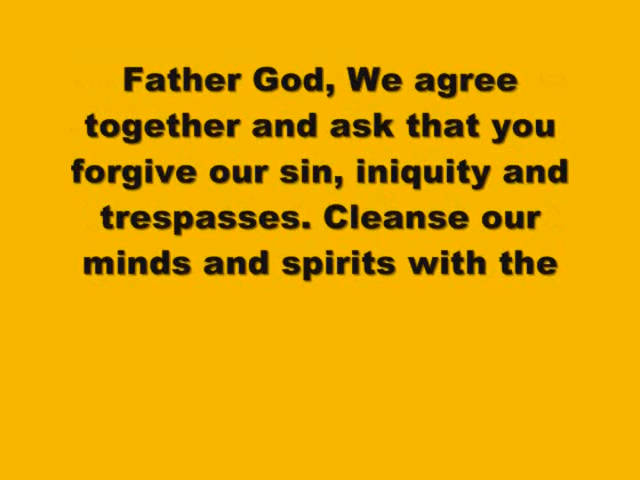 Father God, We agree
together and ask that you
forgive our sin, iniquity and
trespasses. Cleanse our
minds and spirits with the